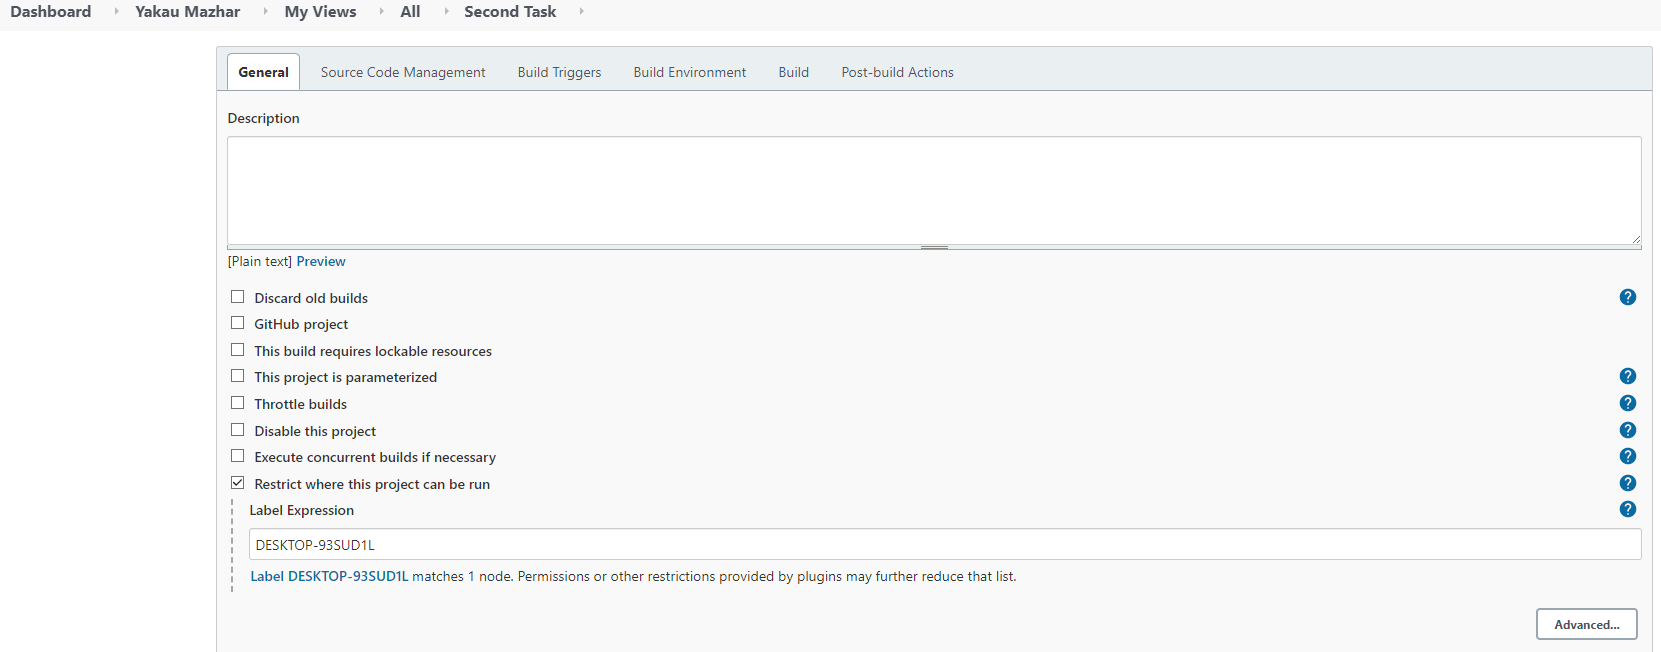 Dashboard Yakau Mazhar My Views All Second Task
General Source Code Management Build Triggers Build Environment Build Post-build Actions
Description
[Plain text] Preview
Discard old builds ?
GitHub project
This build requires lockable resources
This project is parameterized ?
Throttle builds ?
Disable this project ?
Execute concurrent builds if necessary ?
Restrict where this project can be run ?
Label Expression ?
DESKTOP-93SUD1L
Label DESKTOP-93SUD1L matches 1 node. Permissions or other restrictions provided by plugins may further reduce that list.
Advanced...